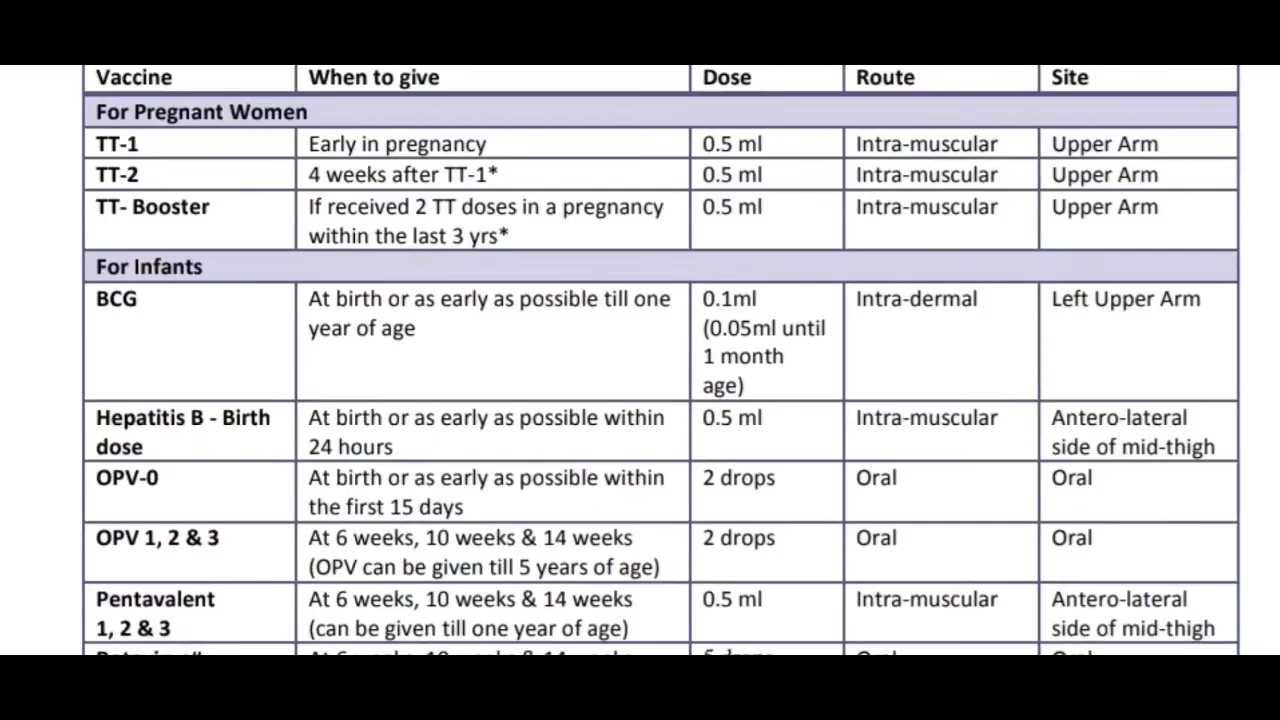 Vaccine When to give Dose Route Site
For Pregnant Women
TT-1 Early in pregnancy 0.5 ml Intra-muscular Upper Arm
TT-2 4 weeks after TT-1* 0.5 ml Intra-muscular Upper Arm
TT- Booster If received 2 TT doses in a pregnancy 0.5 ml Intra-muscular Upper Arm
within the last 3 yrs*
For Infants
BCG At birth or as early as possible till one 0.1ml Intra-dermal Left Upper Arm
year of age (0.05ml until
1 month
age)
Hepatitis B - Birth At birth or as early as possible within 0.5 ml Intra-muscular Antero-lateral
dose 24 hours side of mid-thigh
OPV-0 At birth or as early as possible within 2 drops Oral Oral
the first 15 days
OPV 1, 2 & 3 At 6 weeks, 10 weeks & 14 weeks 2 drops Oral Oral
(OPV can be given till 5 years of age)
Pentavalent At 6 weeks, 10 weeks & 14 weeks 0.5 ml Intra-muscular Antero-lateral
1, 2 & 3 (can be given till one year of age) side of mid-thigh